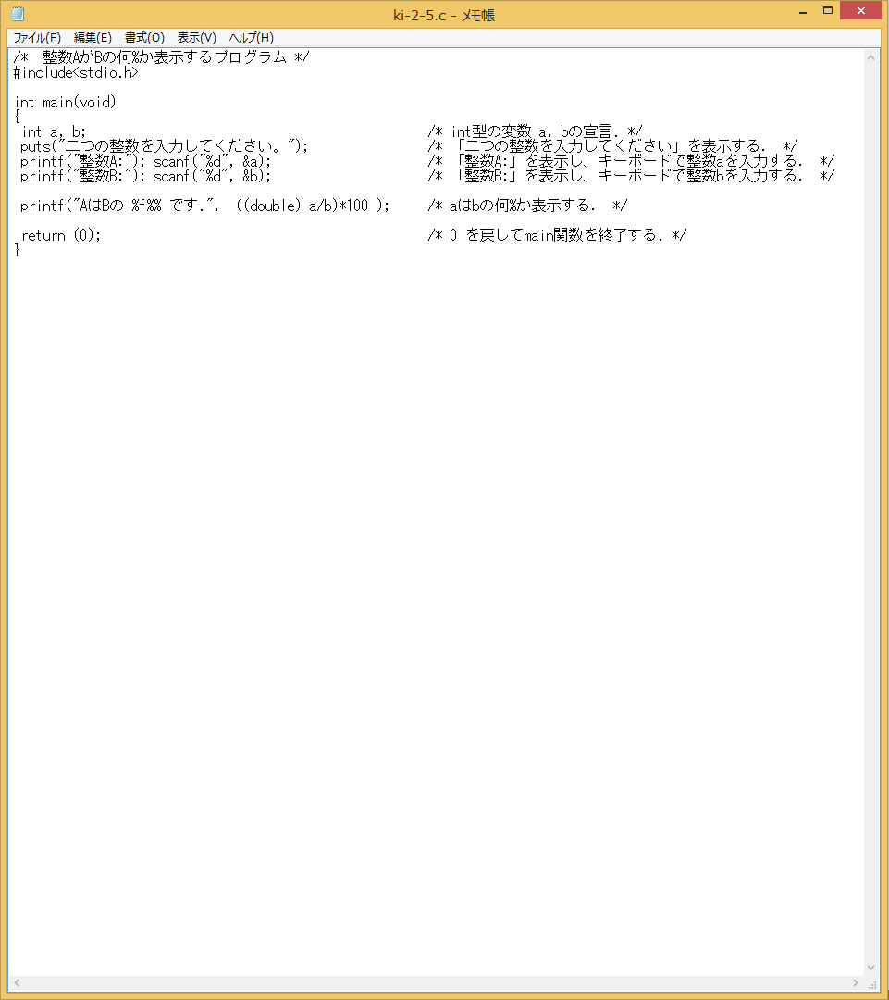 ki-2-5.c - メモ帳
ファイル(F) 編集(E) 書式(O) 表示(V) ヘルプ(H)
/*　整数AがBの何%か表示するプログラム */
#include<stdio.h>
int main(void)
{
int a, b; /* int型の変数 a, bの宣言. */
puts("二つの整数を入力してください。"); /* 「二つの整数を入力してください」を表示する.　*/
printf("整数A:"); scanf("%d", &a); /* 「整数A:」を表示し、キーボードで整数aを入力する.　*/
printf("整数B:"); scanf("%d", &b); /* 「整数B:」を表示し、キーボードで整数bを入力する.　*/
printf("AはBの %f%% です.",　((double) a/b)*100 ); /* aはbの何%か表示する.　*/
return (0); /* 0 を戻してmain関数を終了する. */
}